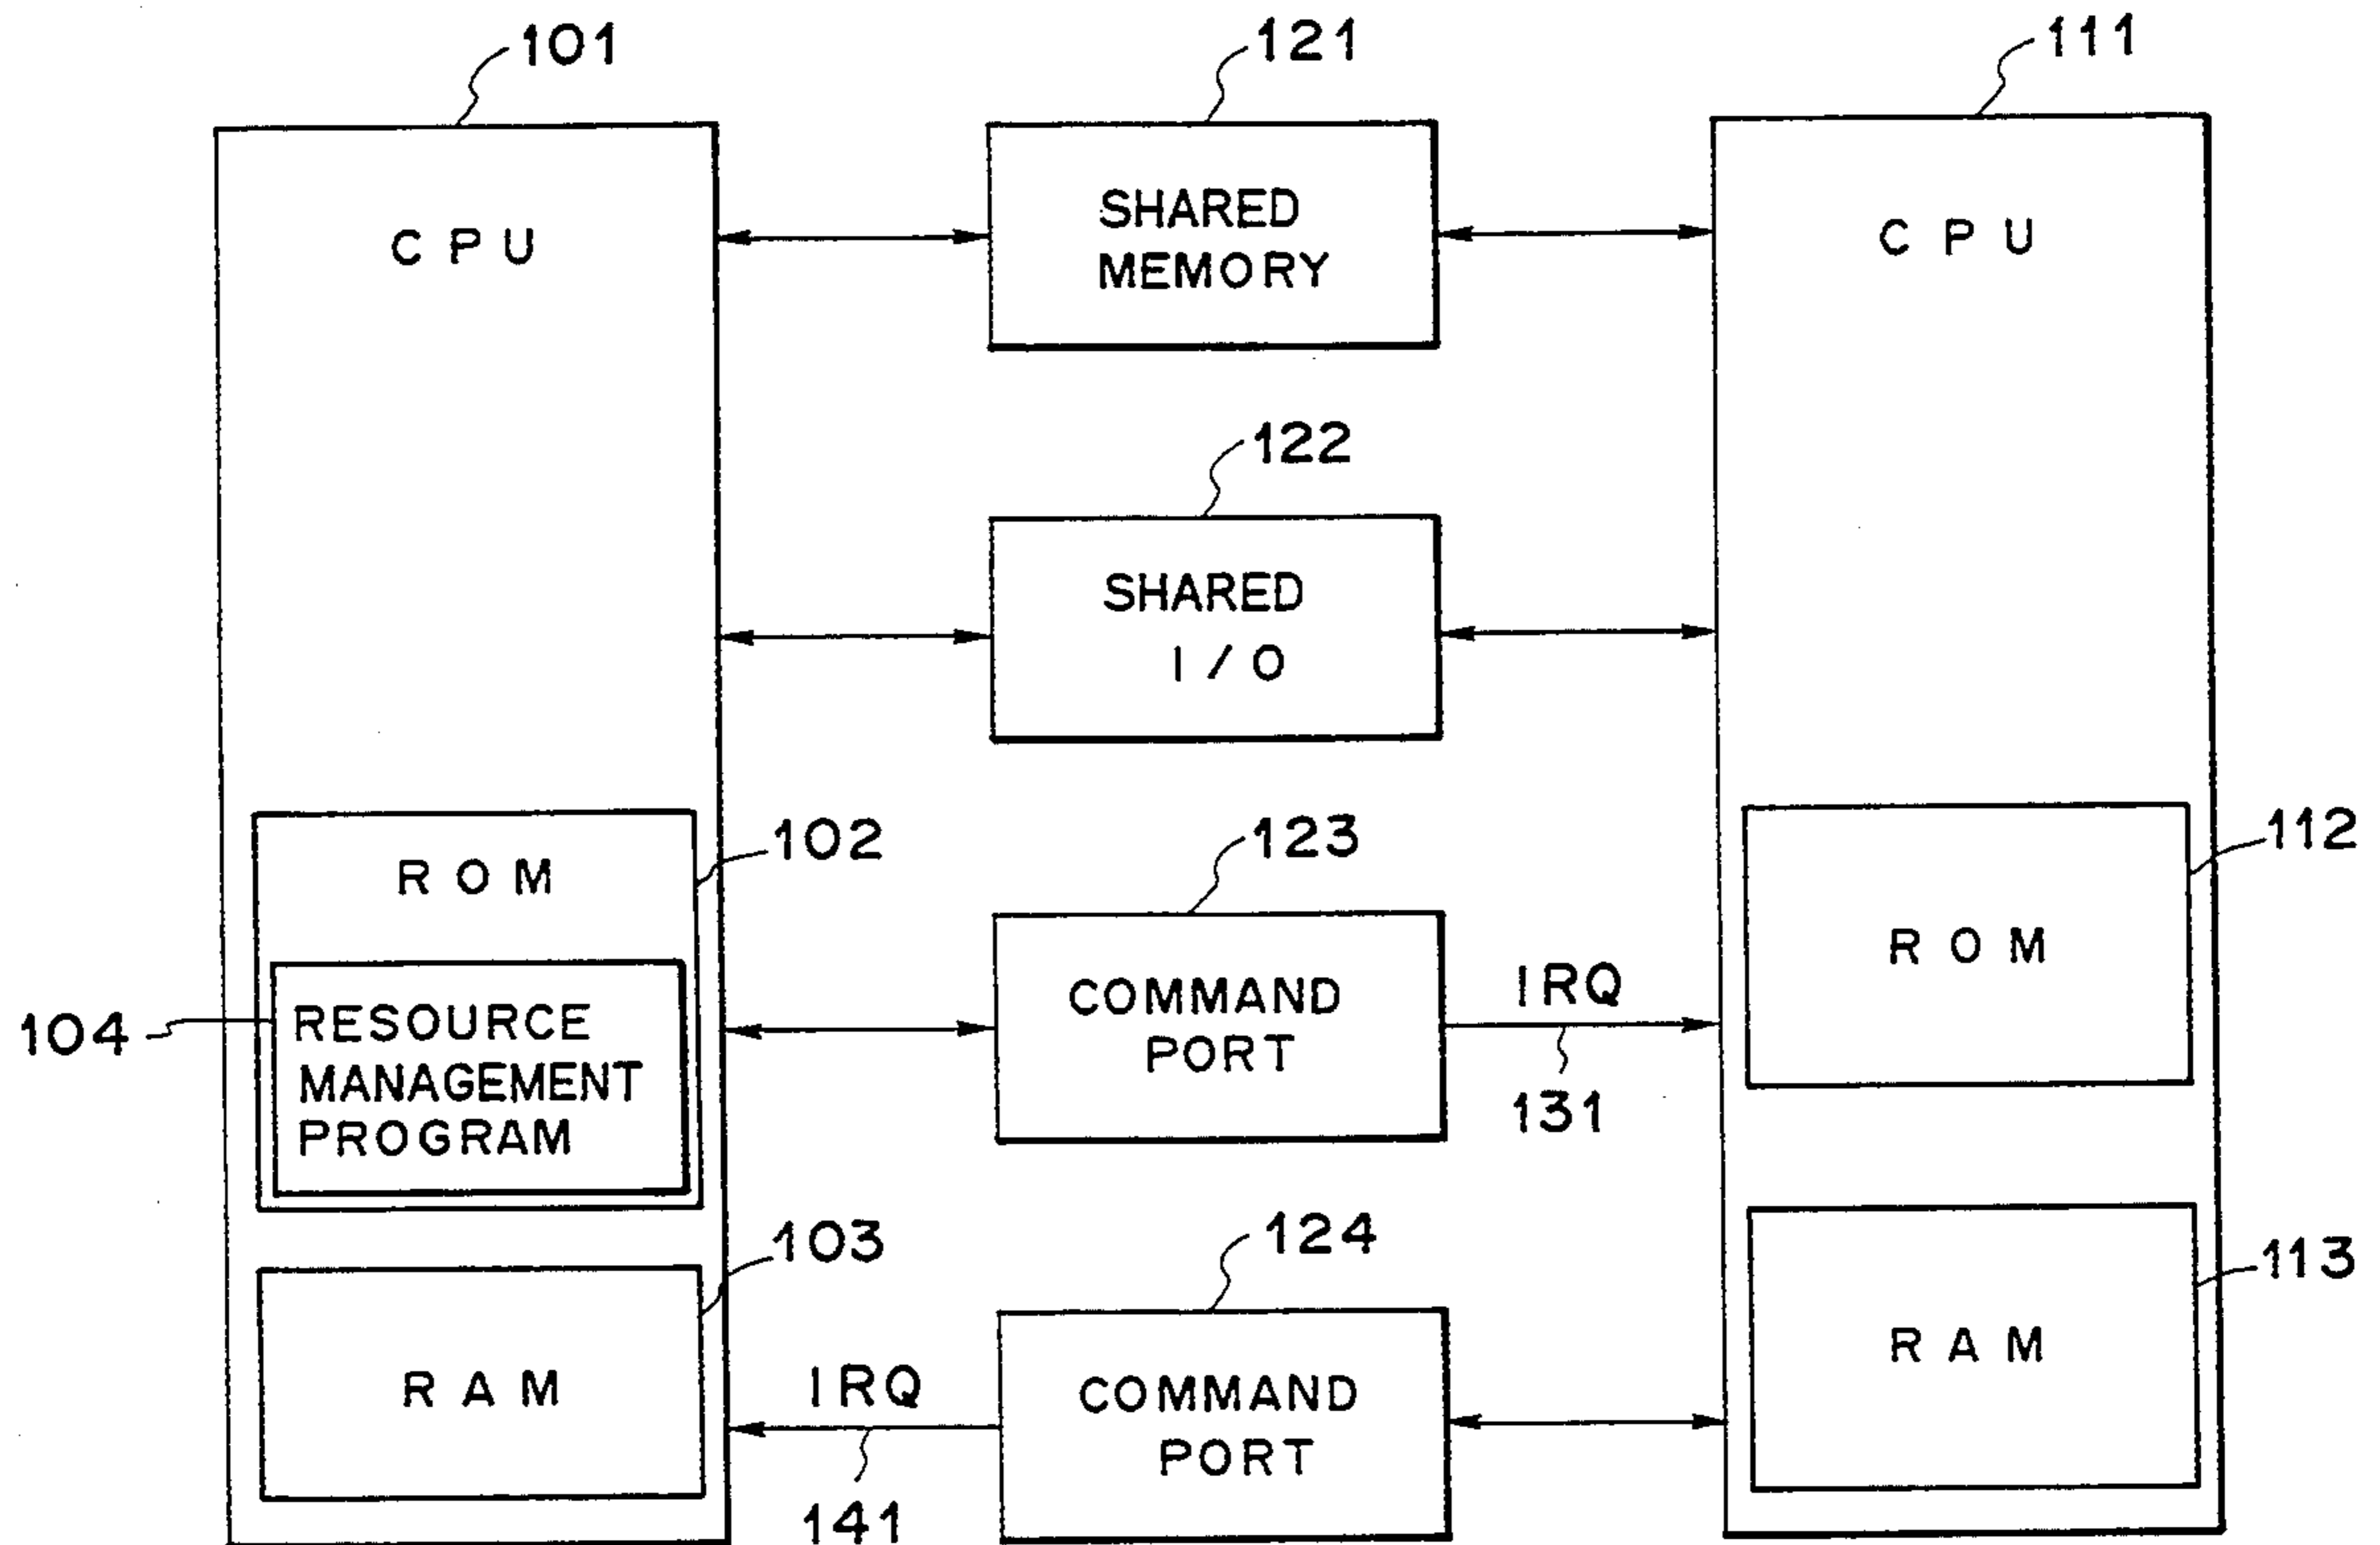 101
121
111
CPU
SHARED
MEMORY
CPU
122
SHARED
I/O
102
123
112
ROM
ROM
104
RESOURCE
MANAGEMENT
PROGRAM
COMMAND
PORT
IRQ
131
103
124
113
RAM
IRQ
141
COMMAND
PORT
RAM